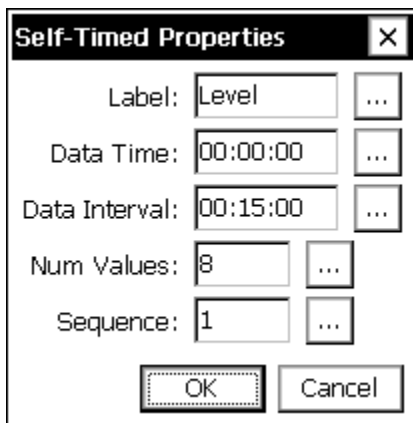 Self-Timed Properties ×
Label: Level ...
Data Time: 00:00:00 ...
Data Interval: 00:15:00 ...
Num Values: 8 ...
Sequence: 1 ...
OK Cancel